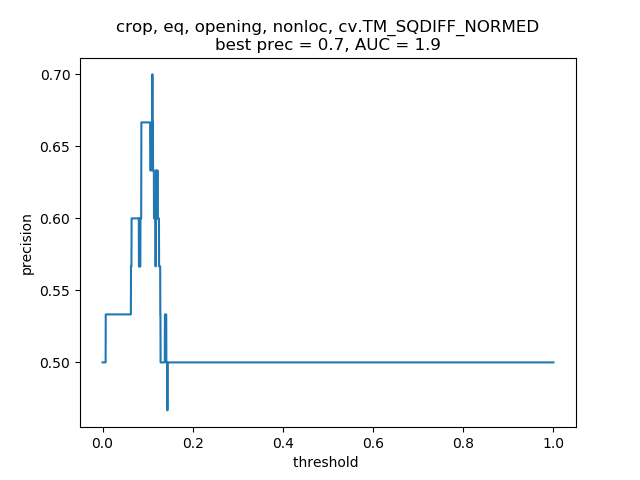 crop, eq, opening, nonloc, cv.TM_SQDIFF_NORMED
best prec = 0.7, AUC = 1.9
0.70
0.65
0.60
0.55
0.50
precision
0.0 0.2 0.4 0.6 0.8 1.0
threshold